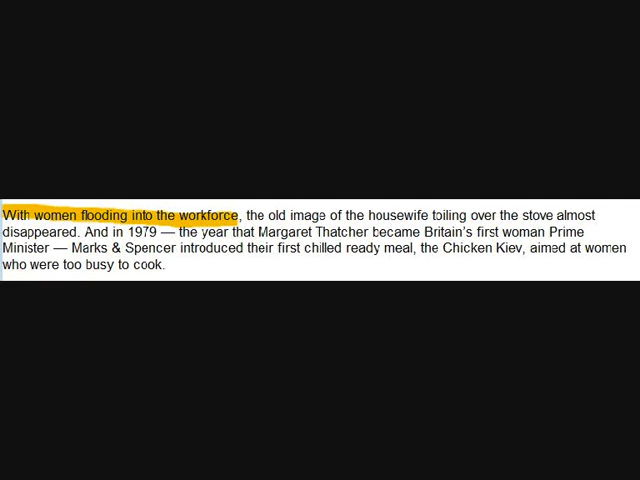 With women flooding into the workforce, the old image of the housewife toiling over the stove almost
disappeared. And in 1979 — the year that Margaret Thatcher became Britain's first woman Prime
Minister — Marks & Spencer introduced their first chilled ready meal, the Chicken Kiev, aimed at women
who were too busy to cook.